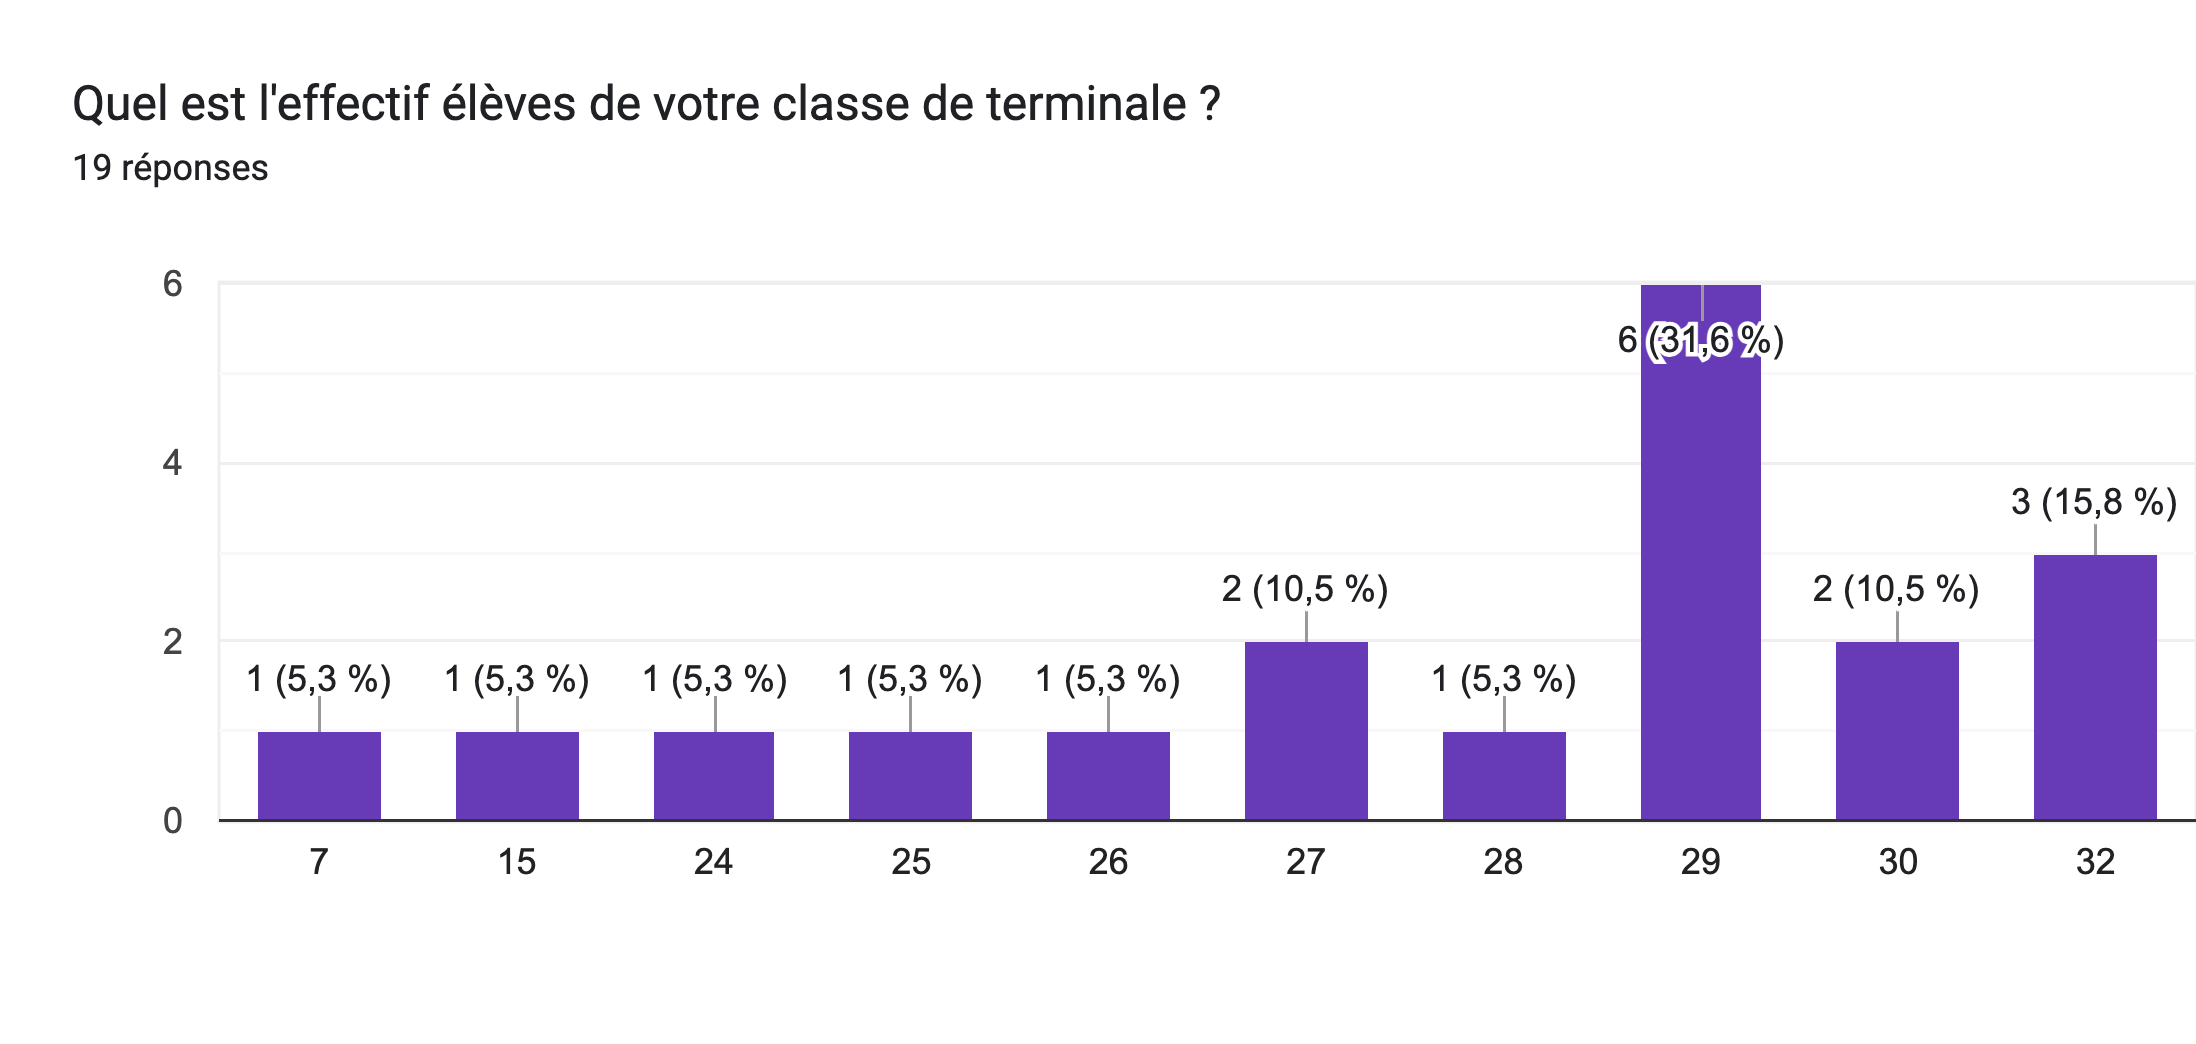 Quel est l'effectif élèves de votre classe de terminale ?
19 réponses
6
4
2
0
1 (5,3 %)
1 (5,3 %)
1 (5,3 %)
1 (5,3 %)
1 (5,3 %)
2 (10,5 %)
1 (5,3 %)
6 (31,6 %)
2 (10,5 %)
3 (15,8 %)
7 15 24 25 26 27 28 29 30 32